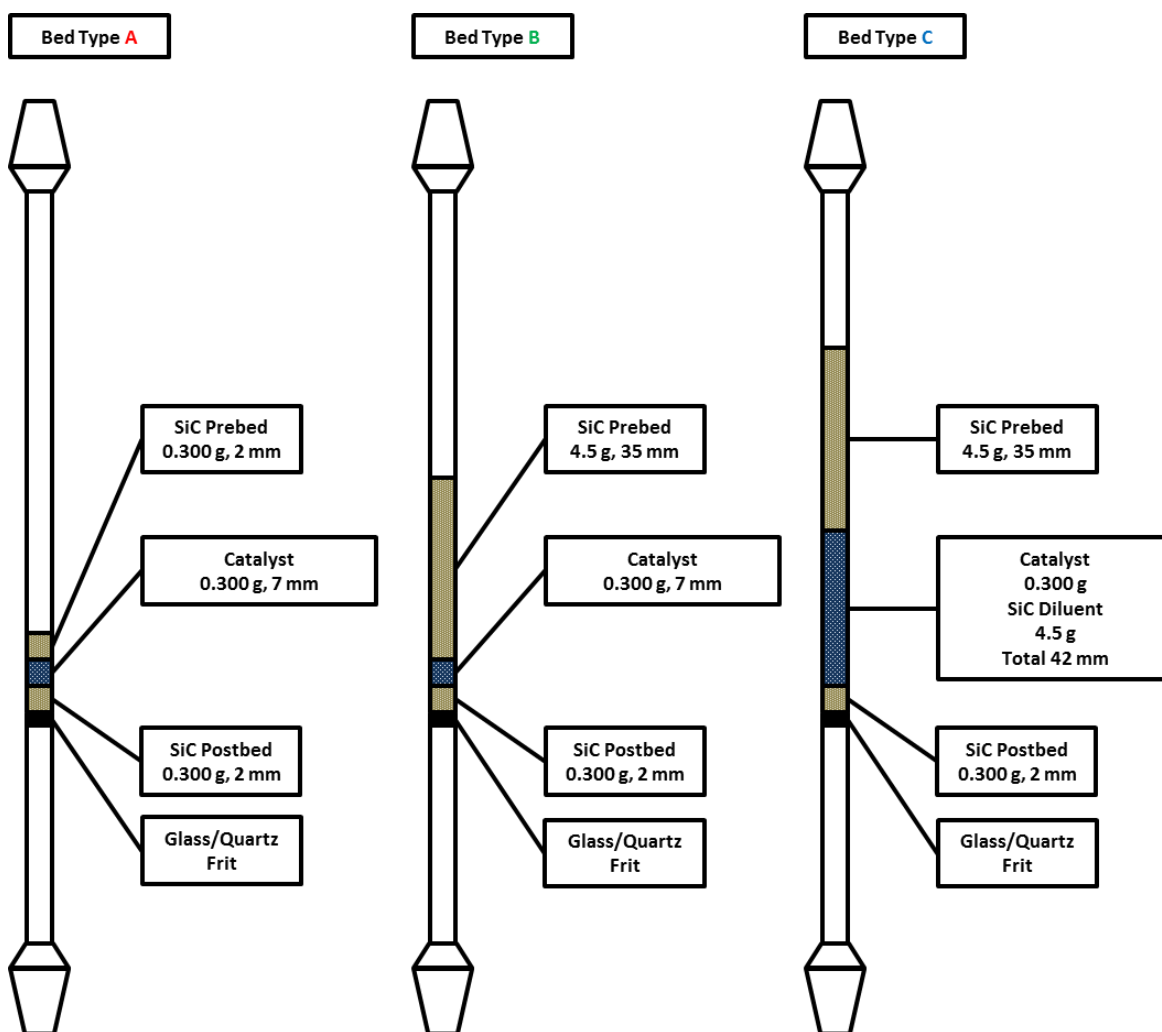 Bed Type A
SiC Prebed
0.300 g, 2 mm
Catalyst
0.300 g, 7 mm
SiC Postbed
0.300 g, 2 mm
Glass/Quartz
Frit
Bed Type B
SiC Prebed
4.5 g, 35 mm
Catalyst
0.300 g, 7 mm
SiC Postbed
0.300 g, 2 mm
Glass/Quartz
Frit
Bed Type C
SiC Prebed
4.5 g, 35 mm
Catalyst
0.300 g
SiC Diluent
4.5 g
Total 42 mm
SiC Postbed
0.300 g, 2 mm
Glass/Quartz
Frit